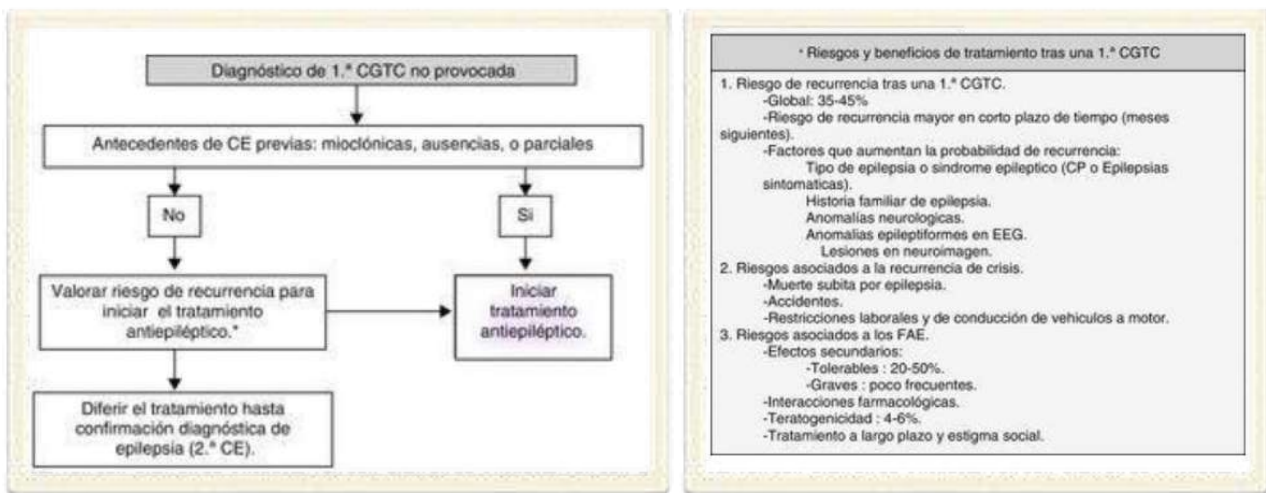 Diagnóstico de 1.ª CGTC no provocada
Antecedentes de CE previas: mioclónicas, ausencias, o parciales
No
Si
Valorar riesgo de recurrencia para
iniciar el tratamiento
antiepiléptico.*
Iniciar
tratamiento
antiepiléptico.
Diferir el tratamiento hasta
confirmación diagnóstica de
epilepsia (2.ª CE).
* Riesgos y beneficios de tratamiento tras una 1.ª CGTC
1. Riesgo de recurrencia tras una 1.ª CGTC.
-Global: 35-45%
-Riesgo de recurrencia mayor en corto plazo de tiempo (meses
siguientes).
-Factores que aumentan la probabilidad de recurrencia:
Tipo de epilepsia o sindrome epileptico (CP o Epilepsias
sintomaticas).
Historia familiar de epilepsia.
Anomalías neurologicas.
Anomalias epileptiformes en EEG.
Lesiones en neuroimagen.
2. Riesgos asociados a la recurrencia de crisis.
-Muerte subita por epilepsia.
-Accidentes.
-Restricciones laborales y de conducción de vehiculos a motor.
3. Riesgos asociados a los FAE.
-Efectos secundarios:
-Tolerables : 20-50%.
-Graves : poco frecuentes.
-Interacciones farmacológicas.
-Teratogenicidad : 4-6%.
-Tratamiento a largo plazo y estigma social.